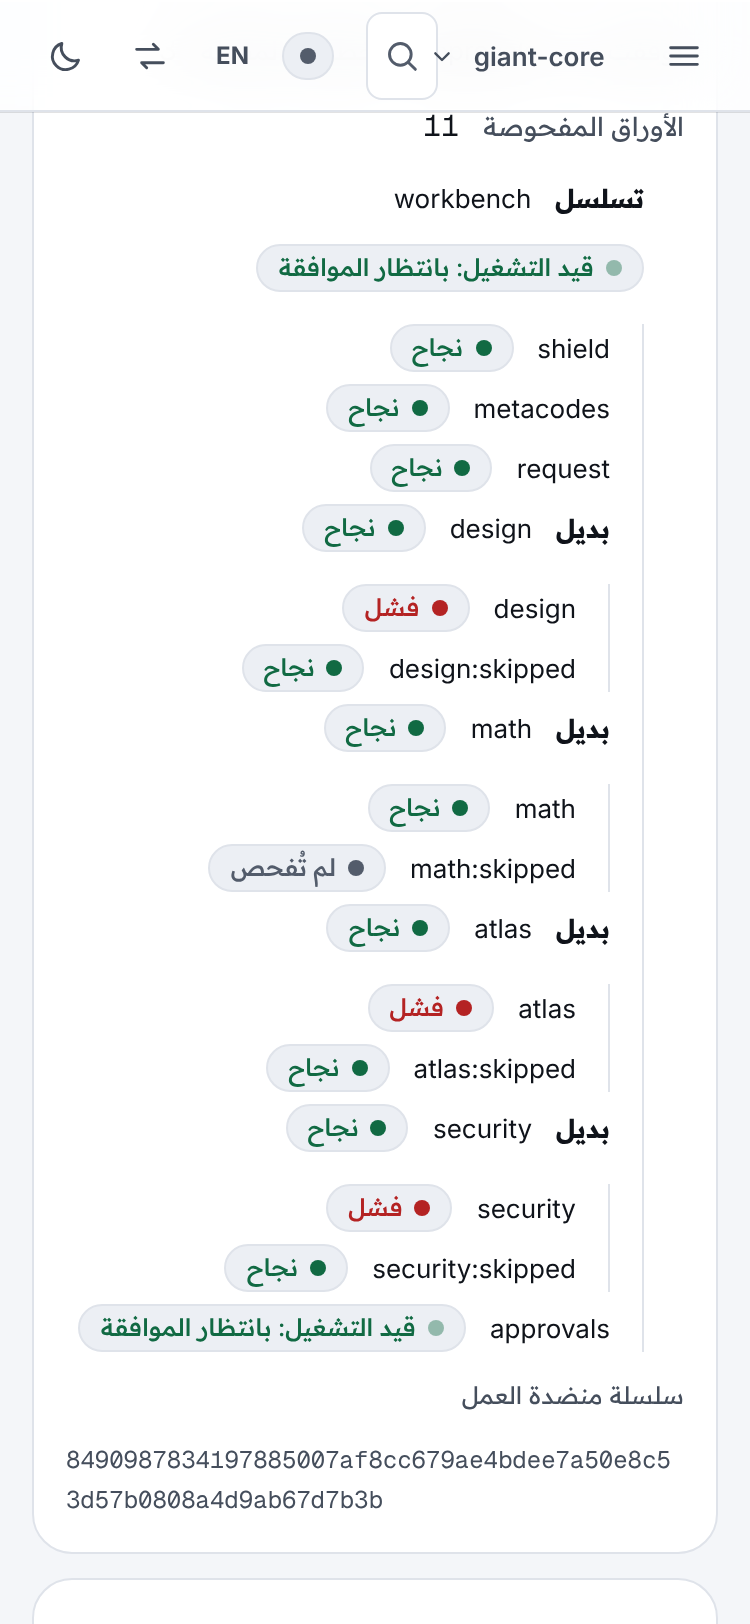 giant-core EN
الأوراق المفحوصة 11
تسلسل workbench
قيد التشغيل: بانتظار الموافقة
shield نجاح
metacodes نجاح
request نجاح
بديل design نجاح
design فشل
design:skipped نجاح
بديل math نجاح
math نجاح
math:skipped لم تُفحص
بديل atlas نجاح
atlas فشل
atlas:skipped نجاح
بديل security نجاح
security فشل
security:skipped نجاح
approvals قيد التشغيل: بانتظار الموافقة
سلسلة منضدة العمل
8490987834197885007af8cc679ae4bdee7a50e8c5
3d57b0808a4d9ab67d7b3b